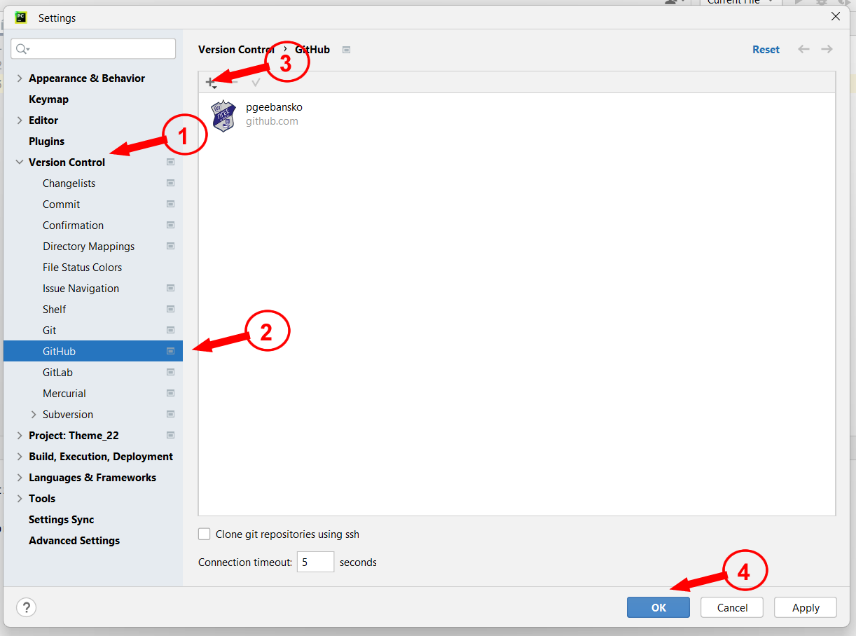 Current File
PC Settings
Version Control › GitHub
Reset
3
Appearance & Behavior
Keymap
Editor
Plugins
1
Version Control
Changelists
Commit
Confirmation
Directory Mappings
File Status Colors
Issue Navigation
Shelf
Git
GitHub
GitLab
Mercurial
Subversion
Project: Theme_22
Build, Execution, Deployment
Languages & Frameworks
Tools
Settings Sync
Advanced Settings
pgeebansko
github.com
2
Clone git repositories using ssh
Connection timeout: 5 seconds
4
?
OK
Cancel
Apply